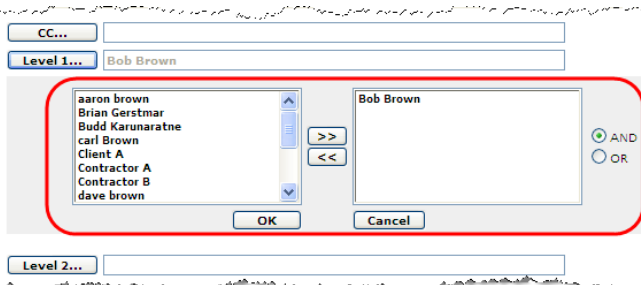 CC...
Level 1... Bob Brown
aaron brown
Brian Gerstmar
Budd Karunaratne
carl Brown
Client A
Contractor A
Contractor B
dave brown
>>
<<
Bob Brown
AND
OR
OK Cancel
Level 2...